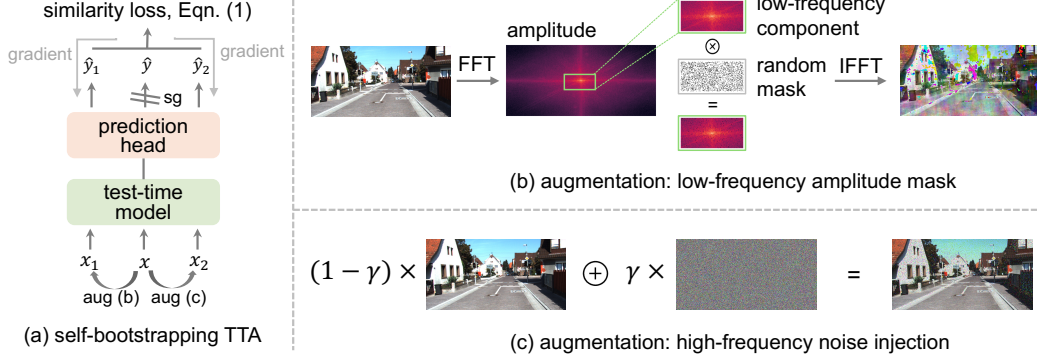 similarity loss, Eqn. (1)
gradient
gradient
ŷ₁ ŷ ŷ₂
sg
prediction
head
test-time
model
x₁ x x₂
aug (b) aug (c)
(a) self-bootstrapping TTA
FFT
amplitude
low-frequency
component
⊗
random
mask
=
IFFT
(b) augmentation: low-frequency amplitude mask
(1 − γ) × ⊕ γ × =
(c) augmentation: high-frequency noise injection